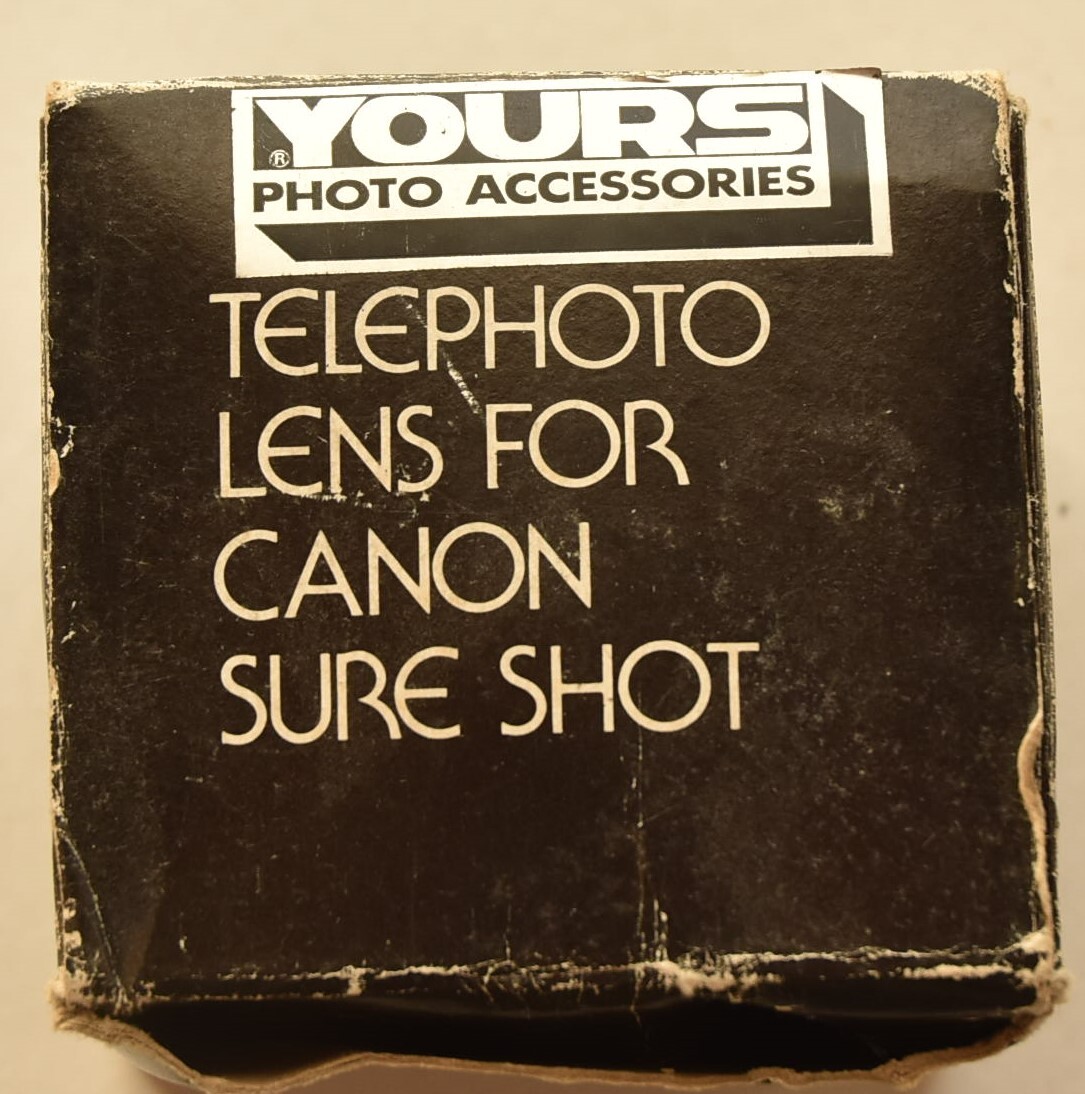 YOURS
®
PHOTO ACCESSORIES
TELEPHOTO
LENS FOR
CANON
SURE SHOT